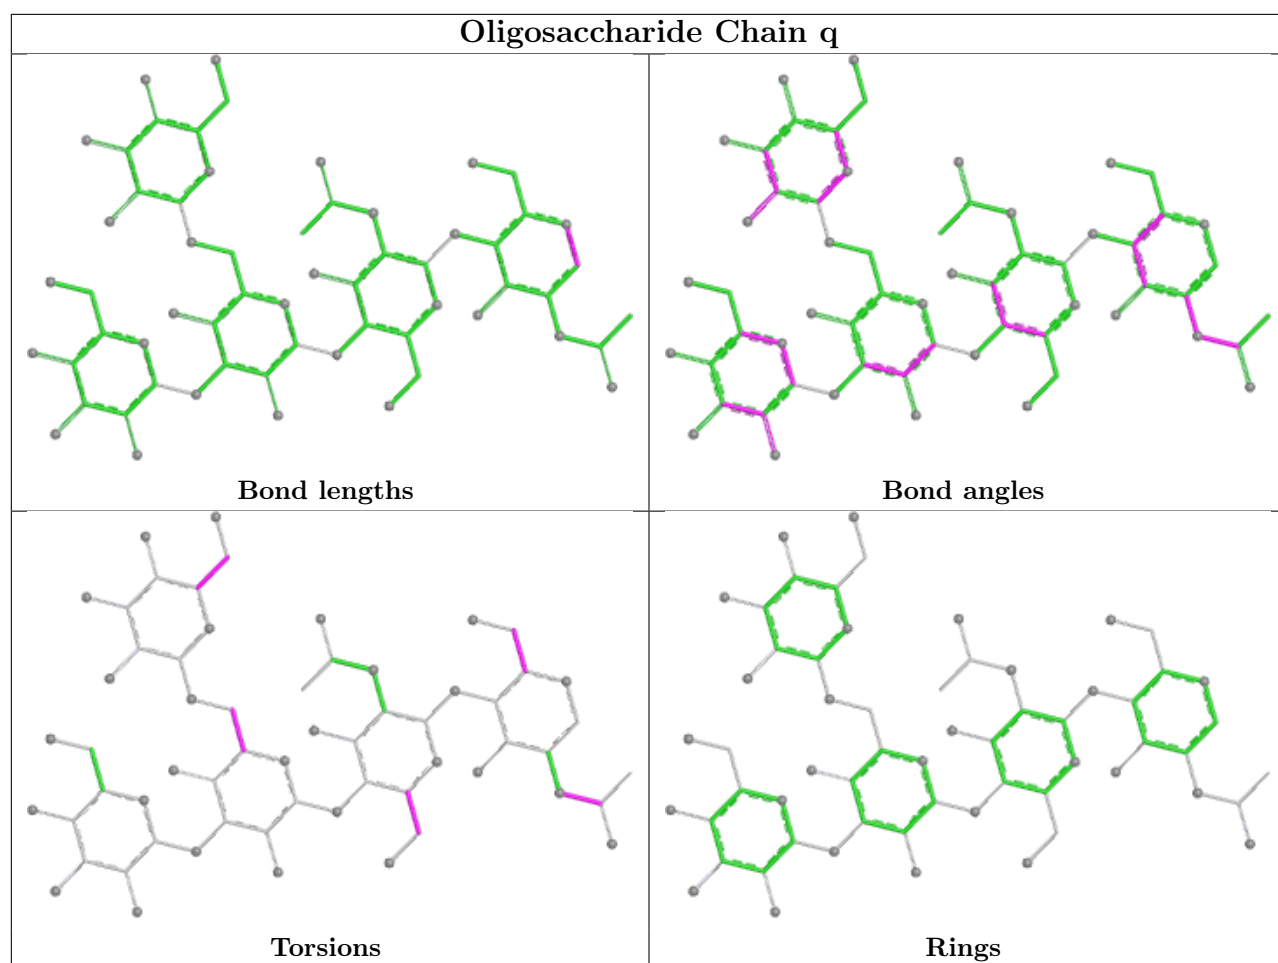 Oligosaccharide Chain q
Bond lengths
Bond angles
Torsions
Rings